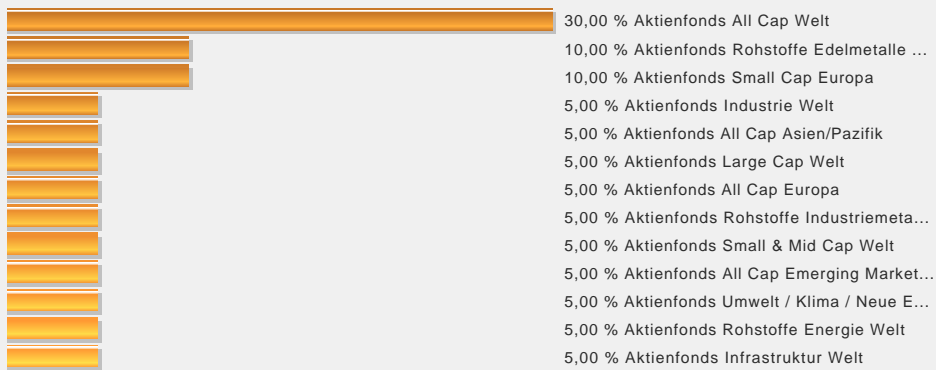 30,00 % Aktienfonds All Cap Welt
10,00 % Aktienfonds Rohstoffe Edelmetalle ...
10,00 % Aktienfonds Small Cap Europa
5,00 % Aktienfonds Industrie Welt
5,00 % Aktienfonds All Cap Asien/Pazifik
5,00 % Aktienfonds Large Cap Welt
5,00 % Aktienfonds All Cap Europa
5,00 % Aktienfonds Rohstoffe Industriemeta...
5,00 % Aktienfonds Small & Mid Cap Welt
5,00 % Aktienfonds All Cap Emerging Market...
5,00 % Aktienfonds Umwelt / Klima / Neue E...
5,00 % Aktienfonds Rohstoffe Energie Welt
5,00 % Aktienfonds Infrastruktur Welt